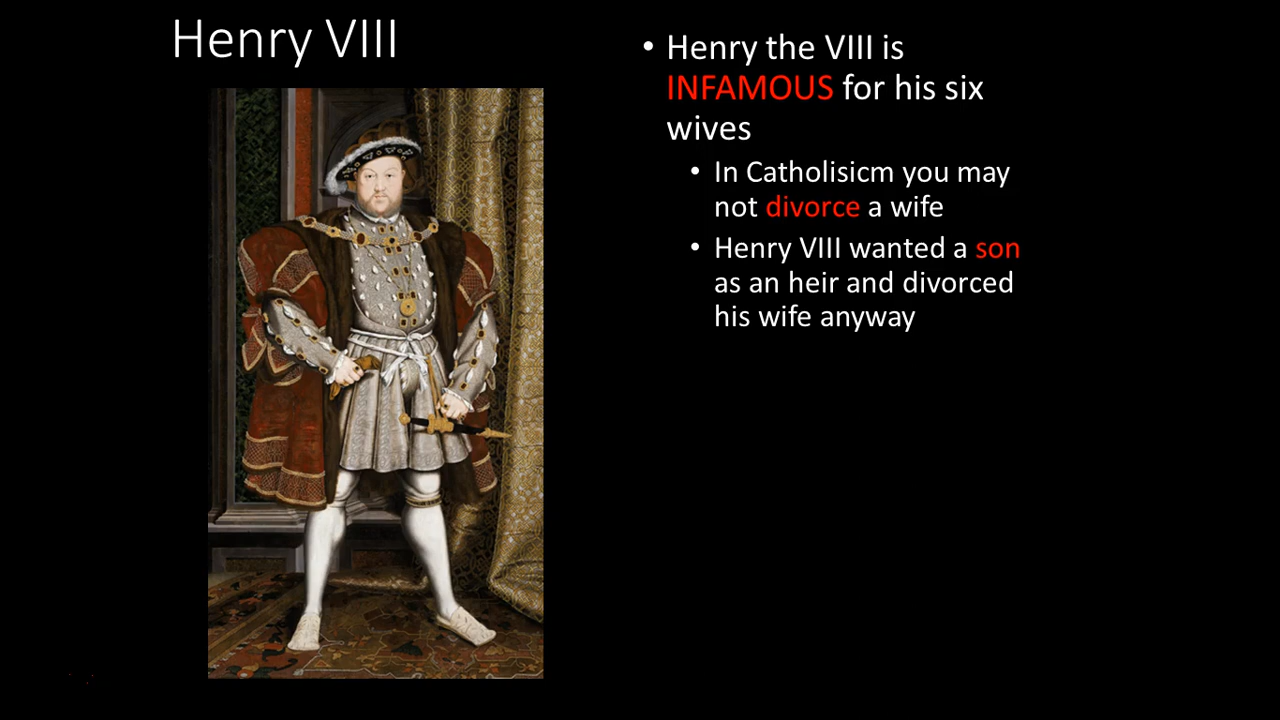 Henry VIII
• Henry the VIII is
INFAMOUS for his six
wives
• In Catholisicm you may
not divorce a wife
• Henry VIII wanted a son
as an heir and divorced
his wife anyway